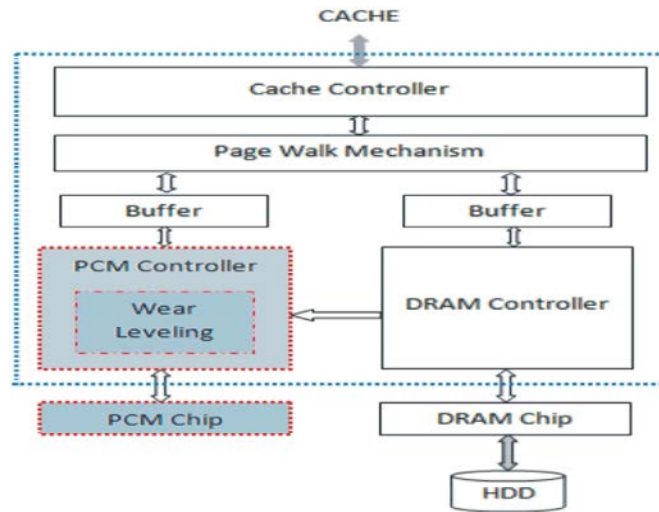 CACHE
Cache Controller
Page Walk Mechanism
Buffer
Buffer
PCM Controller
Wear
Leveling
DRAM Controller
PCM Chip
DRAM Chip
HDD